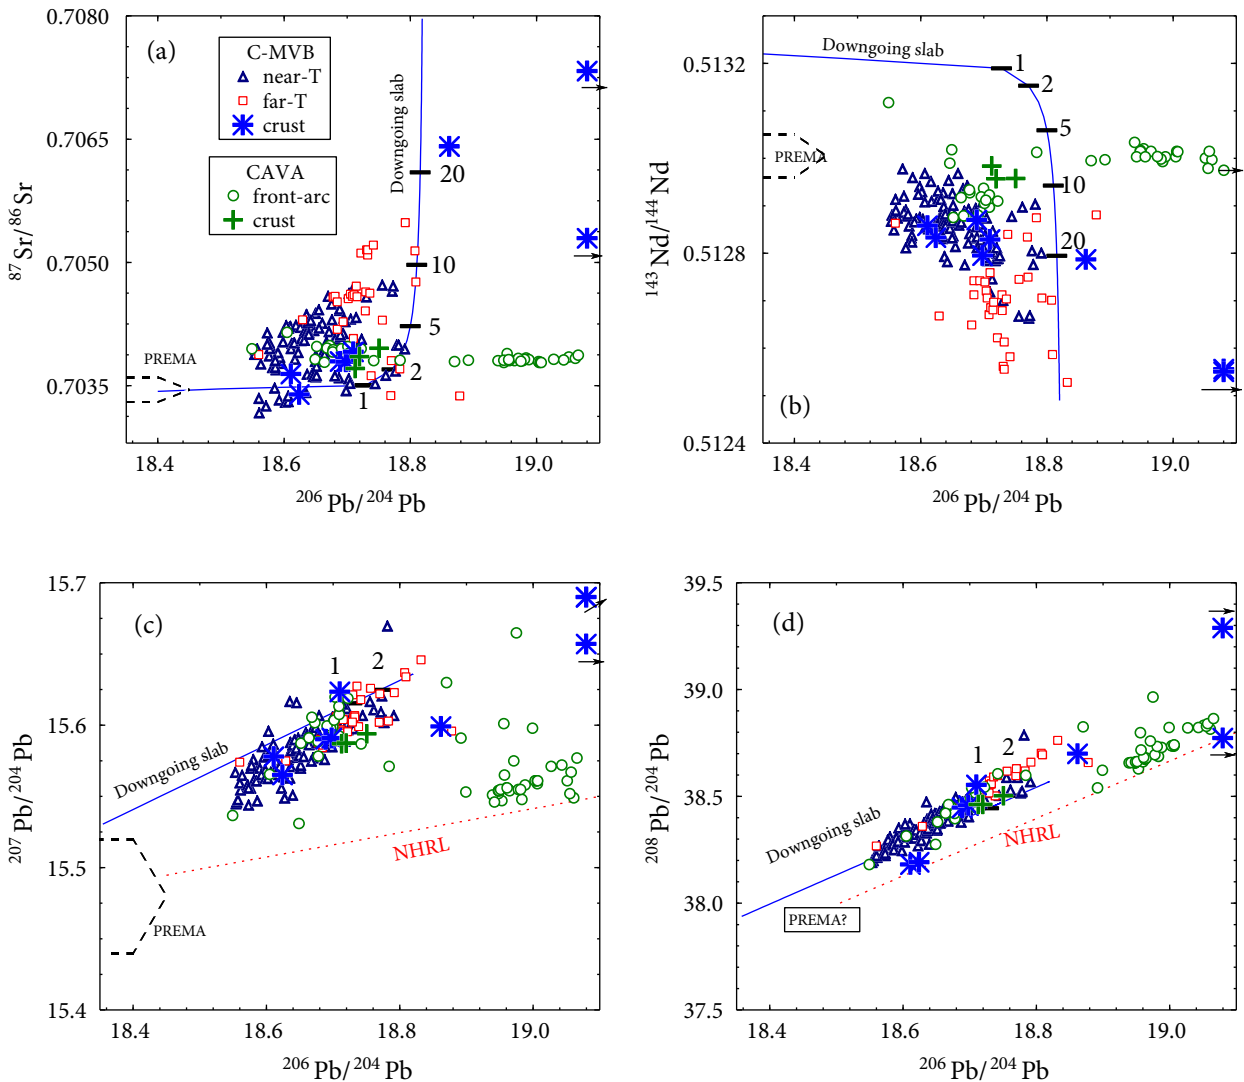 0.7080
0.7065
0.7050
0.7035
87Sr/86Sr
(a)
C-MVB
near-T
far-T
crust
CAVA
front-arc
crust
Downgoing slab
20
10
5
2
1
PREMA
18.4 18.6 18.8 19.0
206Pb/204Pb
0.5132
0.5128
0.5124
143Nd/144Nd
Downgoing slab
1
2
5
10
20
PREMA
(b)
18.4 18.6 18.8 19.0
206Pb/204Pb
15.7
15.6
15.5
15.4
207Pb/204Pb
(c)
1 2
Downgoing slab
NHRL
PREMA
18.4 18.6 18.8 19.0
206Pb/204Pb
39.5
39.0
38.5
38.0
37.5
208Pb/204Pb
(d)
1 2
Downgoing slab
NHRL
PREMA?
18.4 18.6 18.8 19.0
206Pb/204Pb